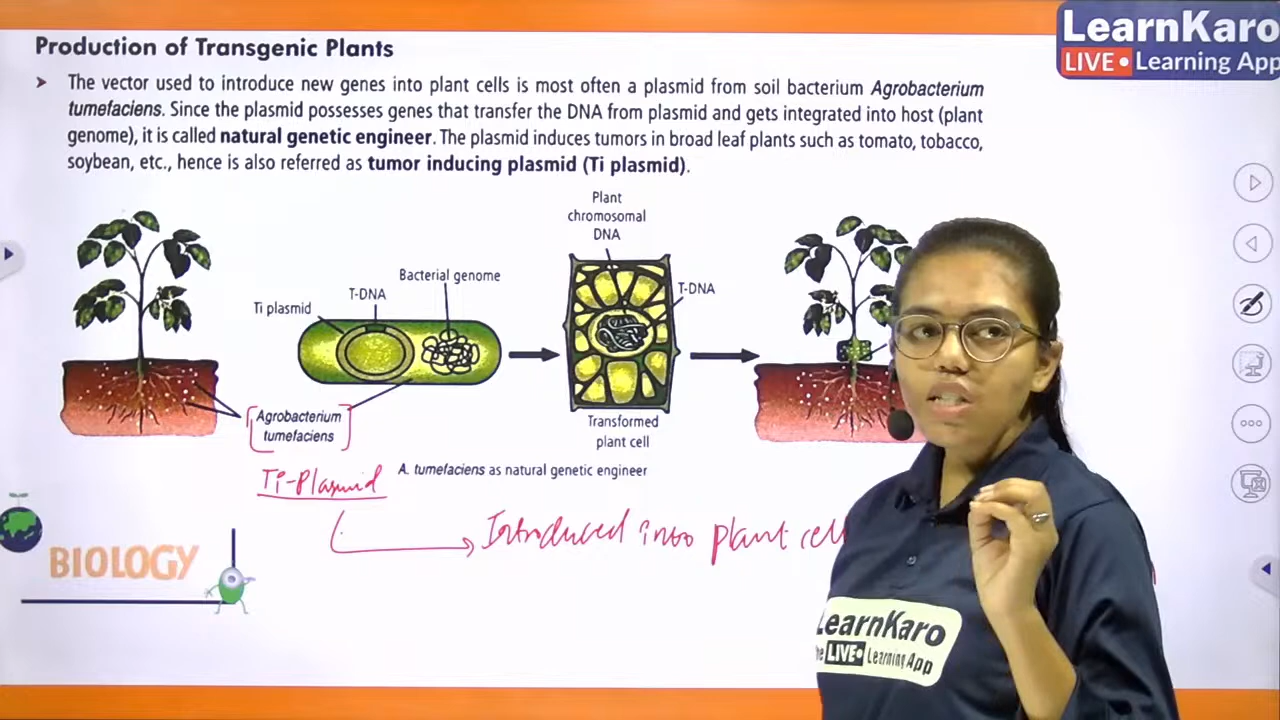 Production of Transgenic Plants
LearnKaro
LIVE• Learning App
➤ The vector used to introduce new genes into plant cells is most often a plasmid from soil bacterium Agrobacterium
tumefaciens. Since the plasmid possesses genes that transfer the DNA from plasmid and gets integrated into host (plant
genome), it is called natural genetic engineer. The plasmid induces tumors in broad leaf plants such as tomato, tobacco,
soybean, etc., hence is also referred as tumor inducing plasmid (Ti plasmid).
Plant
chromosomal
DNA
Bacterial genome
T-DNA
Ti plasmid
T-DNA
Agrobacterium
tumefaciens
Transformed
plant cell
A. tumefaciens as natural genetic engineer
Ti-Plasmid
Introduced into plant cell
BIOLOGY
LearnKaro
LIVE• Learning App